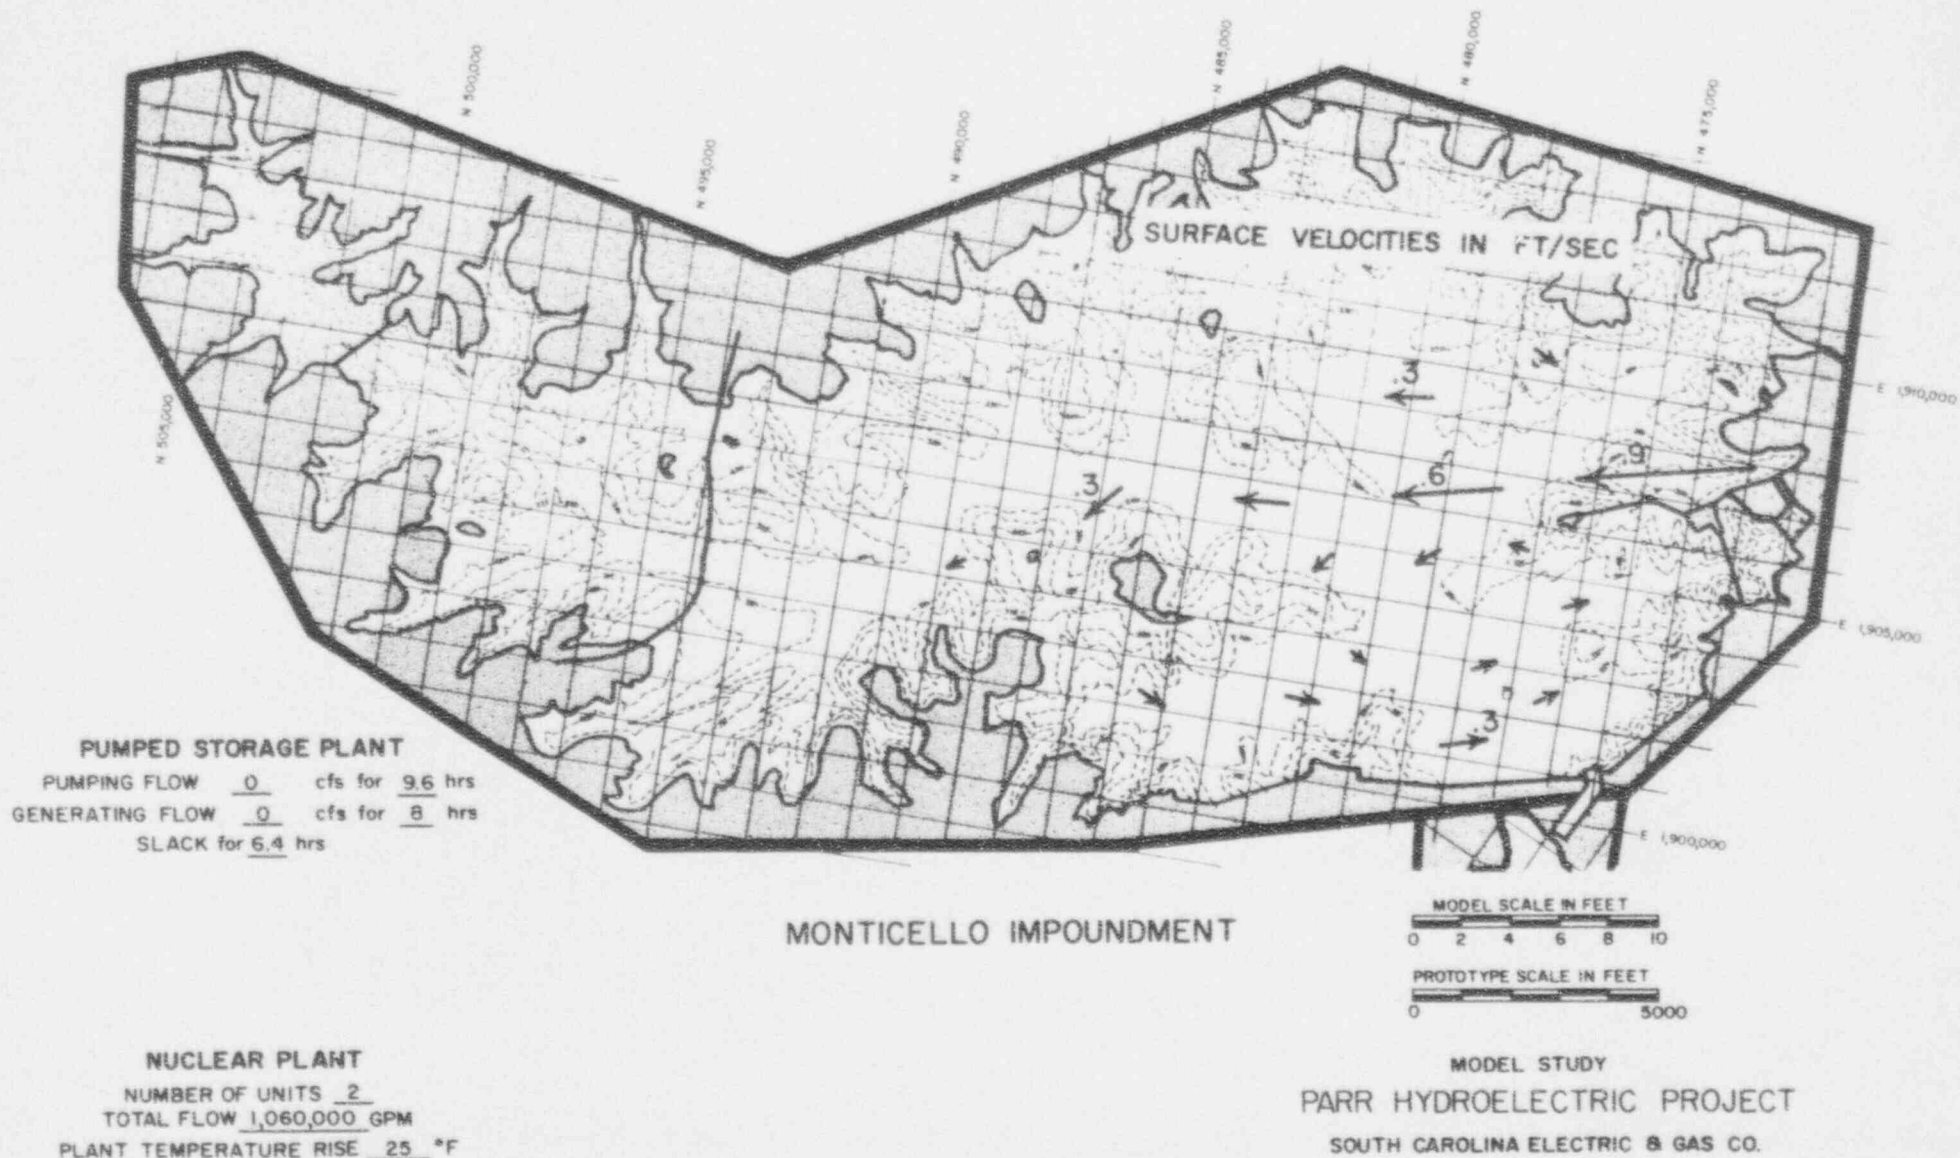 N 500,000
N 495,000
N 490,000
N 485,000
N 480,000
N 475,000
SURFACE VELOCITIES IN FT/SEC
E 1,910,000
N 505,000
E 1,905,000
E 1,900,000
PUMPED STORAGE PLANT
PUMPING FLOW 0 cfs for 9.6 hrs
GENERATING FLOW 0 cfs for 8 hrs
SLACK for 6.4 hrs
MONTICELLO IMPOUNDMENT
MODEL SCALE IN FEET
0 2 4 6 8 10
PROTOTYPE SCALE IN FEET
0 5000
NUCLEAR PLANT
NUMBER OF UNITS 2
TOTAL FLOW 1,060,000 GPM
PLANT TEMPERATURE RISE 25 °F
MODEL STUDY
PARR HYDROELECTRIC PROJECT
SOUTH CAROLINA ELECTRIC & GAS CO.